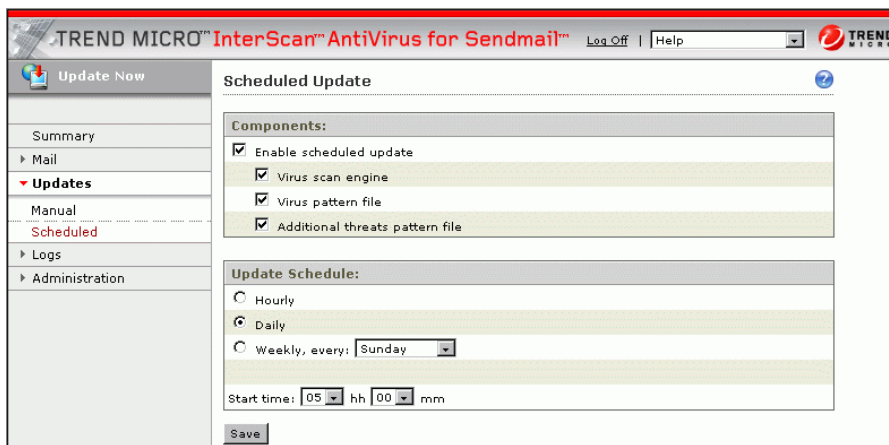 TREND MICRO™ InterScan™ AntiVirus for Sendmail™ Log Off | Help TREND MICRO
Update Now
Summary
Mail
Updates
Manual
Scheduled
Logs
Administration
Scheduled Update
Components:
Enable scheduled update
Virus scan engine
Virus pattern file
Additional threats pattern file
Update Schedule:
Hourly
Daily
Weekly, every: Sunday
Start time: 05 hh 00 mm
Save